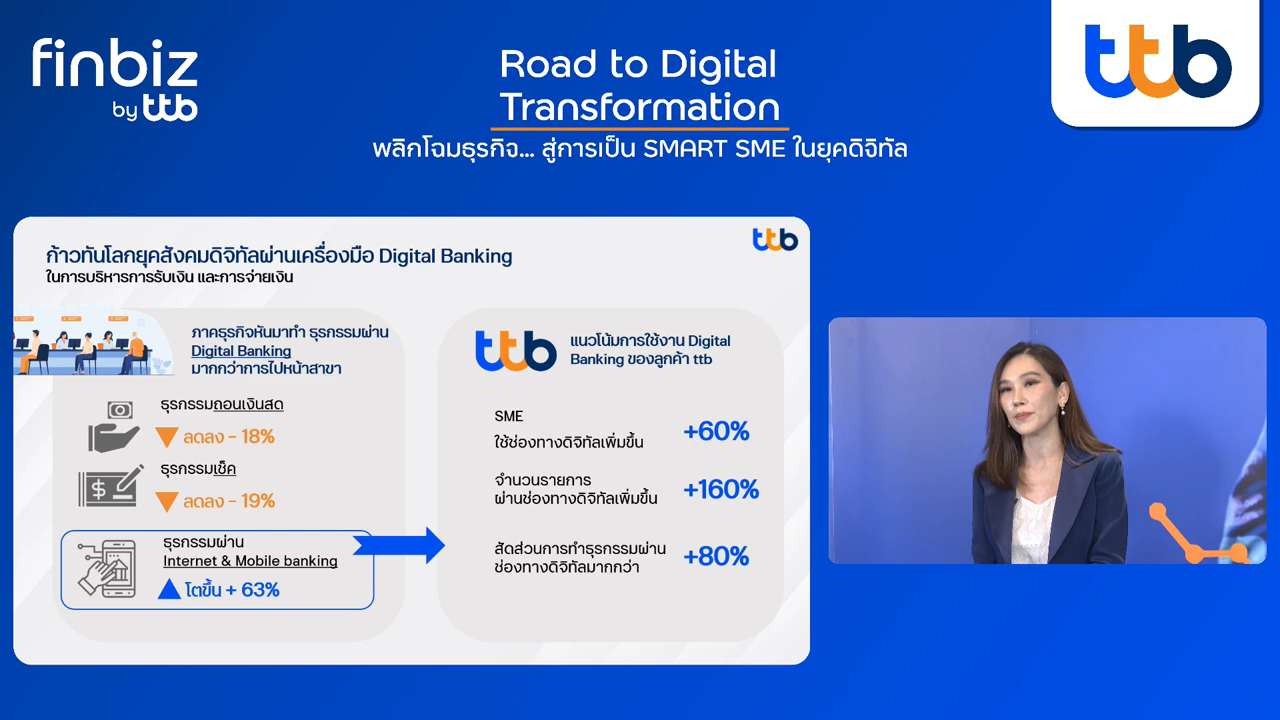 finbiz
by ttb
Road to Digital
Transformation
พลิกโฉมธุรกิจ... สู่การเป็น SMART SME ในยุคดิจิทัล
ttb
ttb
ก้าวทันโลกยุคสังคมดิจิทัลผ่านเครื่องมือ Digital Banking
ในการบริหารการรับเงิน และการจ่ายเงิน
ภาคธุรกิจหันมาทำ ธุรกรรมผ่าน
Digital Banking
มากกว่าการไปหน้าสาขา
ธุรกรรมถอนเงินสด
ลดลง - 18%
ธุรกรรมเช็ค
$
ลดลง - 19%
ธุรกรรมผ่าน
Internet & Mobile banking
โตขึ้น + 63%
ttb
แนวโน้มการใช้งาน Digital
Banking ของลูกค้า ttb
SME
ใช้ช่องทางดิจิทัลเพิ่มขึ้น
+60%
จำนวนรายการ
ผ่านช่องทางดิจิทัลเพิ่มขึ้น
+160%
สัดส่วนการทำธุรกรรมผ่าน
ช่องทางดิจิทัลมากกว่า
+80%